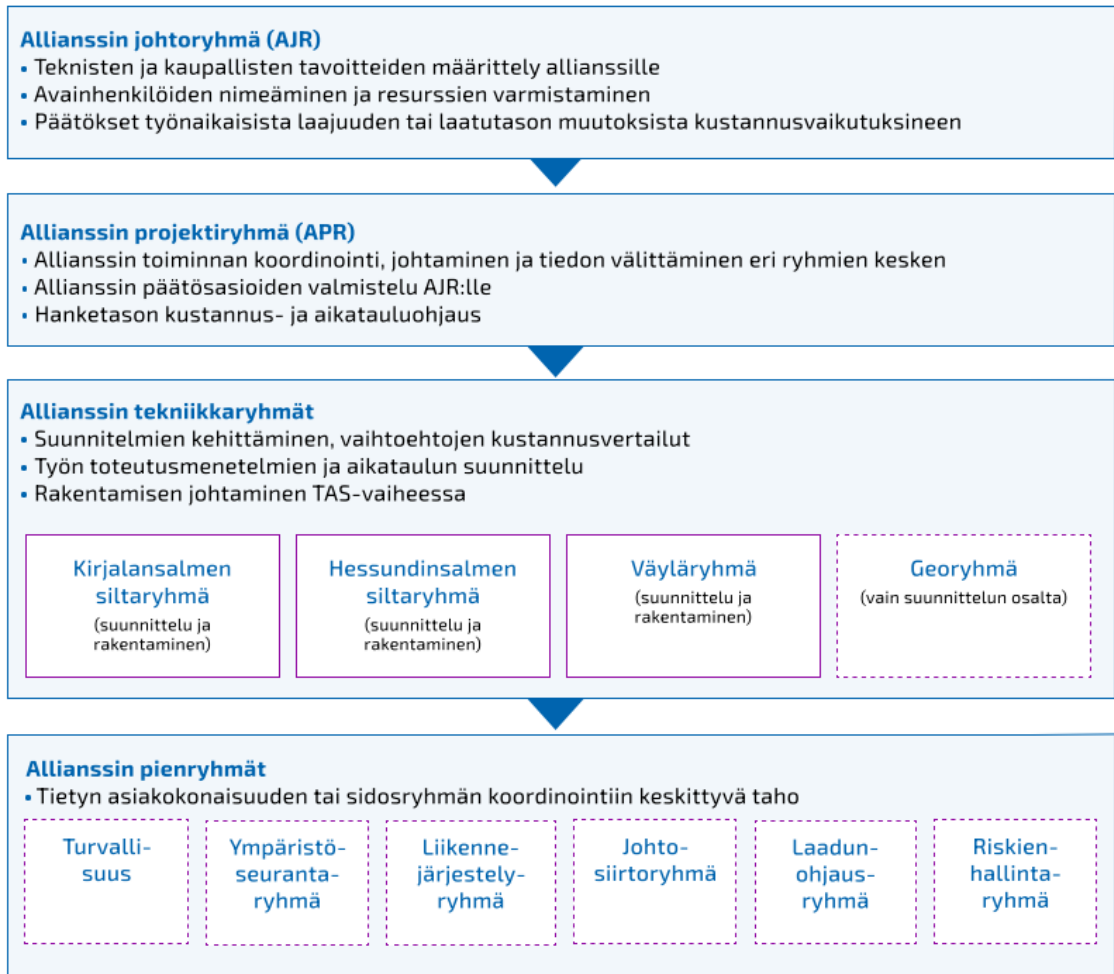 Allianssin johtoryhmä (AJR)
• Teknisten ja kaupallisten tavoitteiden määrittely allianssille
• Avainhenkilöiden nimeäminen ja resurssien varmistaminen
• Päätökset työnaikaisista laajuuden tai laatutason muutoksista kustannusvaikutuksineen
Allianssin projektiryhmä (APR)
• Allianssin toiminnan koordinointi, johtaminen ja tiedon välittäminen eri ryhmien kesken
• Allianssin päätösasioiden valmistelu AJR:lle
• Hanketason kustannus- ja aikatauluohjaus
Allianssin tekniikkaryhmät
• Suunnitelmien kehittäminen, vaihtoehtojen kustannusvertailut
• Työn toteutusmenetelmien ja aikataulun suunnittelu
• Rakentamisen johtaminen TAS-vaiheessa
Kirjalansalmen
siltaryhmä
(suunnittelu ja
rakentaminen)
Hessundinsalmen
siltaryhmä
(suunnittelu ja
rakentaminen)
Väyläryhmä
(suunnittelu ja
rakentaminen)
Georyhmä
(vain suunnittelun osalta)
Allianssin pienryhmät
• Tietyn asiakokonaisuuden tai sidosryhmän koordinointiin keskittyvä taho
Turvalli-
suus
Ympäristö-
seuranta-
ryhmä
Liikenne-
järjestely-
ryhmä
Johto-
siirtoryhmä
Laadun-
ohjaus-
ryhmä
Riskien-
hallinta-
ryhmä